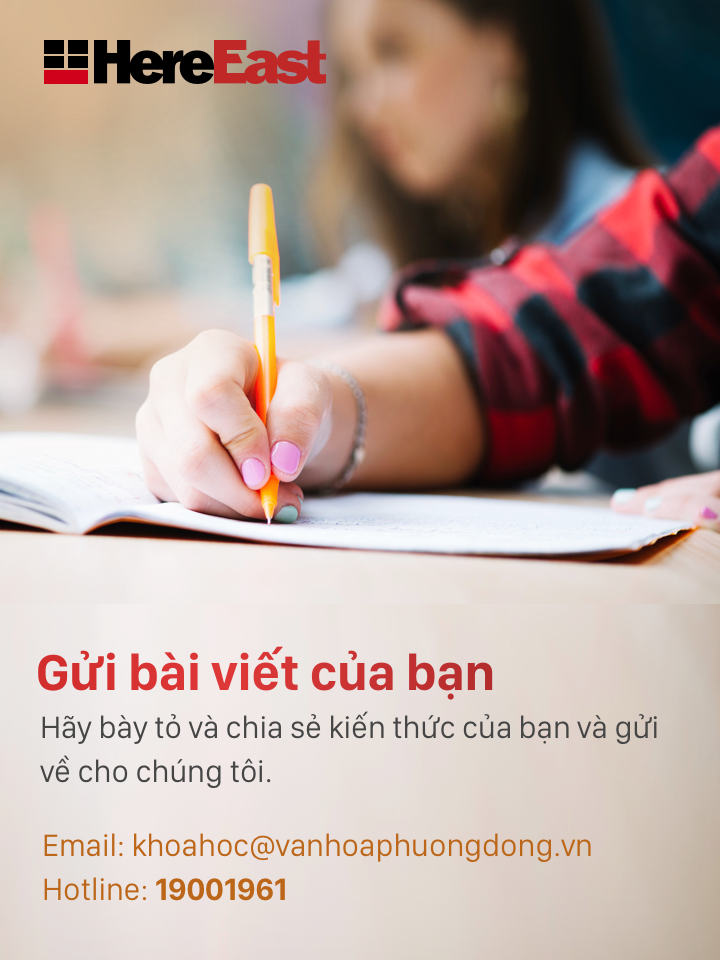 HereEast
Gửi bài viết của bạn
Hãy bày tỏ và chia sẻ kiến thức của bạn và gửi
về cho chúng tôi.
Email: khoahoc@vanhoaphuongdong.vn
Hotline: 19001961